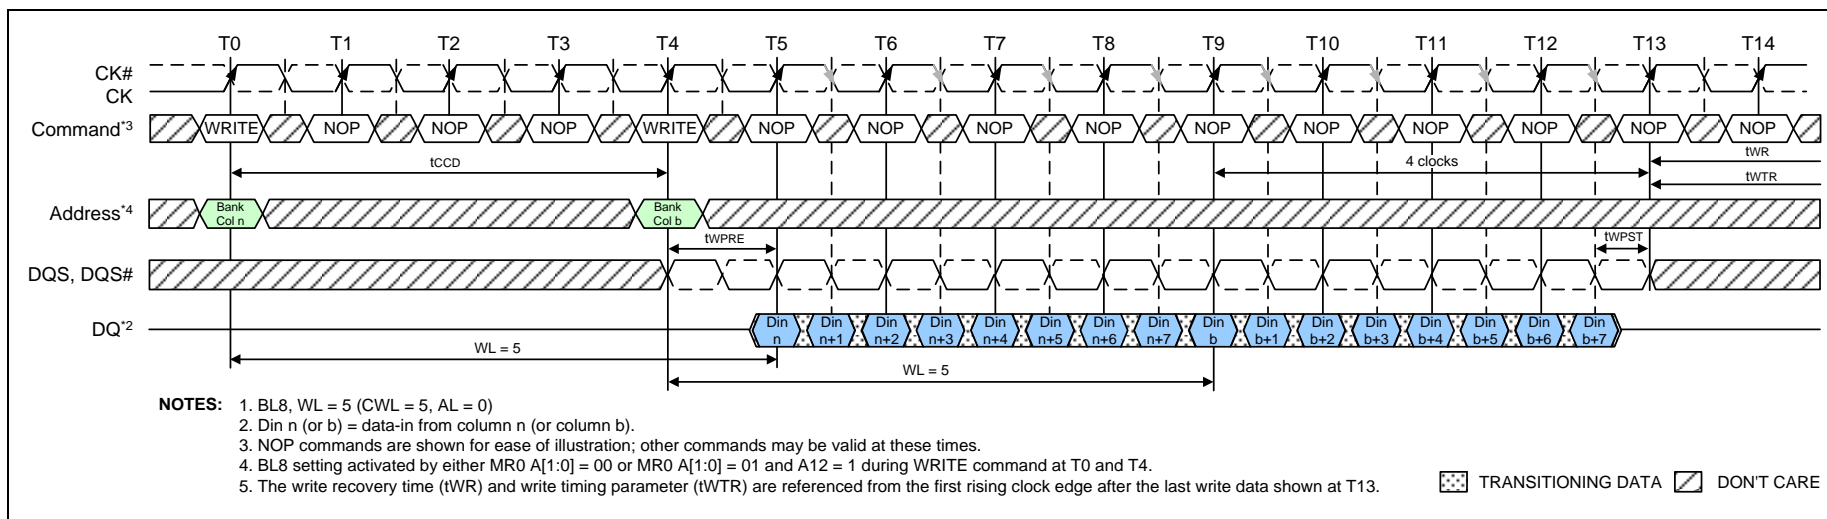 T0 T1 T2 T3 T4 T5 T6 T7 T8 T9 T10 T11 T12 T13 T14
CK#
CK
Command*3 WRITE NOP NOP NOP WRITE NOP NOP NOP NOP NOP NOP NOP NOP NOP NOP
tCCD 4 clocks tWR
tWTR
Address*4 Bank Col n Bank Col b
tWPRE tWPST
DQS, DQS#
DQ*2 Din n Din n+1 Din n+2 Din n+3 Din n+4 Din n+5 Din n+6 Din n+7 Din b Din b+1 Din b+2 Din b+3 Din b+4 Din b+5 Din b+6 Din b+7
WL = 5
WL = 5
NOTES: 1. BL8, WL = 5 (CWL = 5, AL = 0)
2. Din n (or b) = data-in from column n (or column b).
3. NOP commands are shown for ease of illustration; other commands may be valid at these times.
4. BL8 setting activated by either MR0 A[1:0] = 00 or MR0 A[1:0] = 01 and A12 = 1 during WRITE command at T0 and T4.
5. The write recovery time (tWR) and write timing parameter (tWTR) are referenced from the first rising clock edge after the last write data shown at T13.
TRANSITIONING DATA DON'T CARE